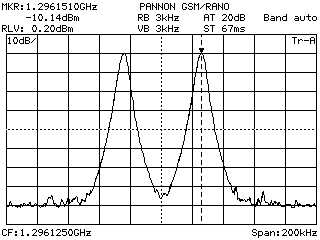 MKR:1.2961510GHz PANNON GSM/RANO
-10.14dBm RB 3kHz AT 20dB Band auto
RLV: 0.20dBm VB 3kHz ST 67ms
10dB/ Tr-A
CF:1.2961250GHz Span:200kHz